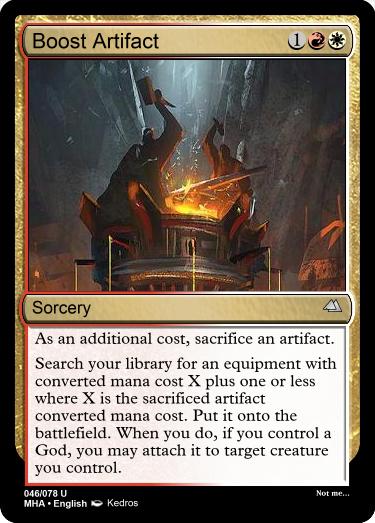 Boost Artifact 1
Sorcery
As an additional cost, sacrifice an artifact.
Search your library for an equipment with
converted mana cost X plus one or less
where X is the sacrificed artifact
converted mana cost. Put it onto the
battlefield. When you do, if you control a
God, you may attach it to target creature
you control.
046/078 U
MHA • English Kedros
Not me...